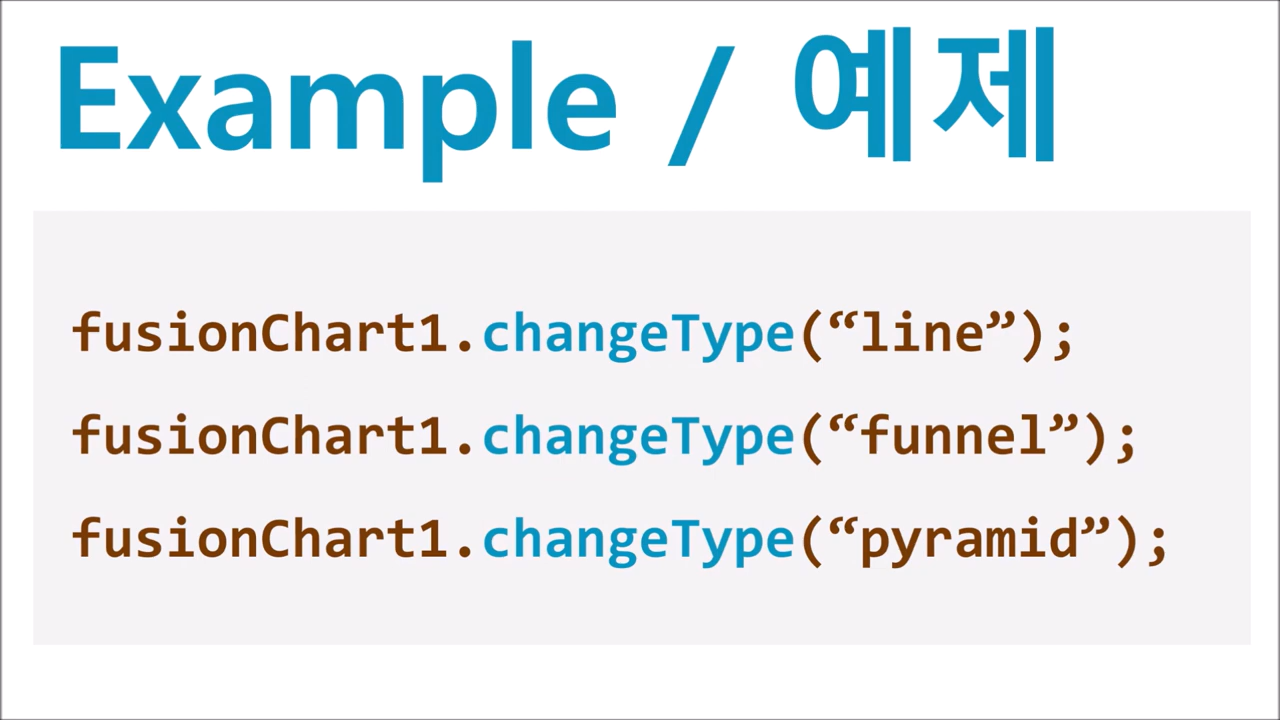 Example / 예제
fusionChart1.changeType(“line”);
fusionChart1.changeType(“funnel”);
fusionChart1.changeType(“pyramid”);